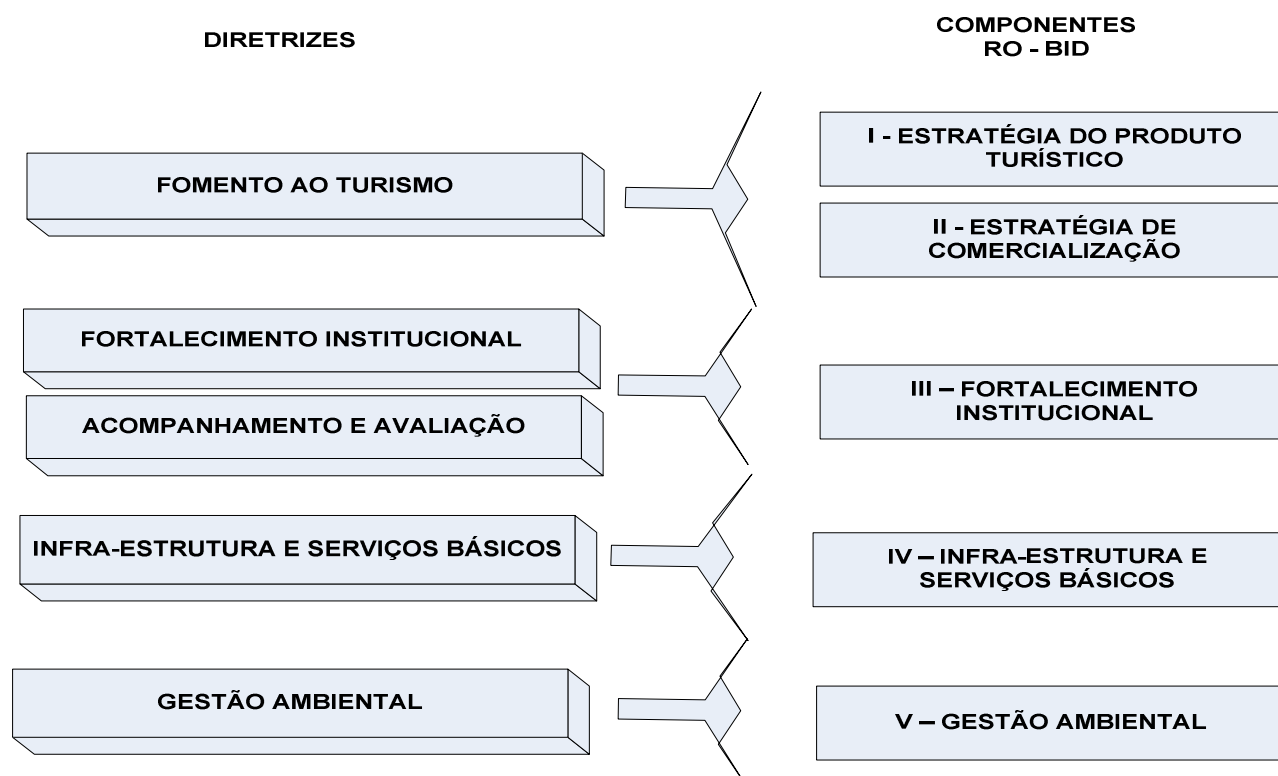 DIRETRIZES
COMPONENTES
RO - BID
FOMENTO AO TURISMO
I - ESTRATÉGIA DO PRODUTO
TURÍSTICO
II - ESTRATÉGIA DE
COMERCIALIZAÇÃO
FORTALECIMENTO INSTITUCIONAL
ACOMPANHAMENTO E AVALIAÇÃO
III – FORTALECIMENTO
INSTITUCIONAL
INFRA-ESTRUTURA E SERVIÇOS BÁSICOS
IV – INFRA-ESTRUTURA E
SERVIÇOS BÁSICOS
GESTÃO AMBIENTAL
V – GESTÃO AMBIENTAL